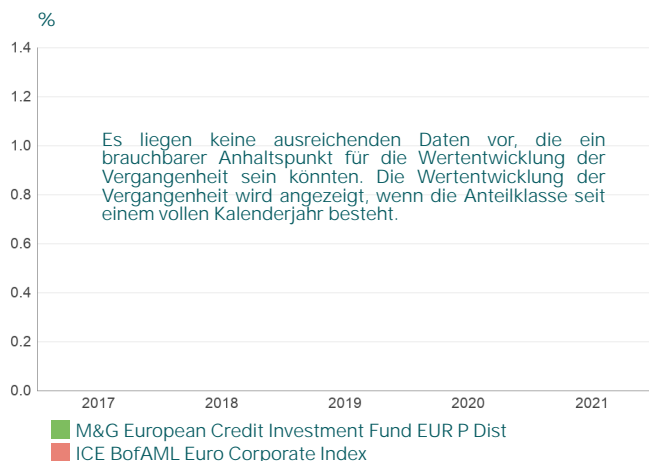 %
1.4
1.2
1.0
0.8
0.6
0.4
0.2
0.0
Es liegen keine ausreichenden Daten vor, die ein
brauchbarer Anhaltspunkt für die Wertentwicklung der
Vergangenheit sein könnten. Die Wertentwicklung der
Vergangenheit wird angezeigt, wenn die Anteilklasse seit
einem vollen Kalenderjahr besteht.
2017 2018 2019 2020 2021
M&G European Credit Investment Fund EUR P Dist
ICE BofAML Euro Corporate Index